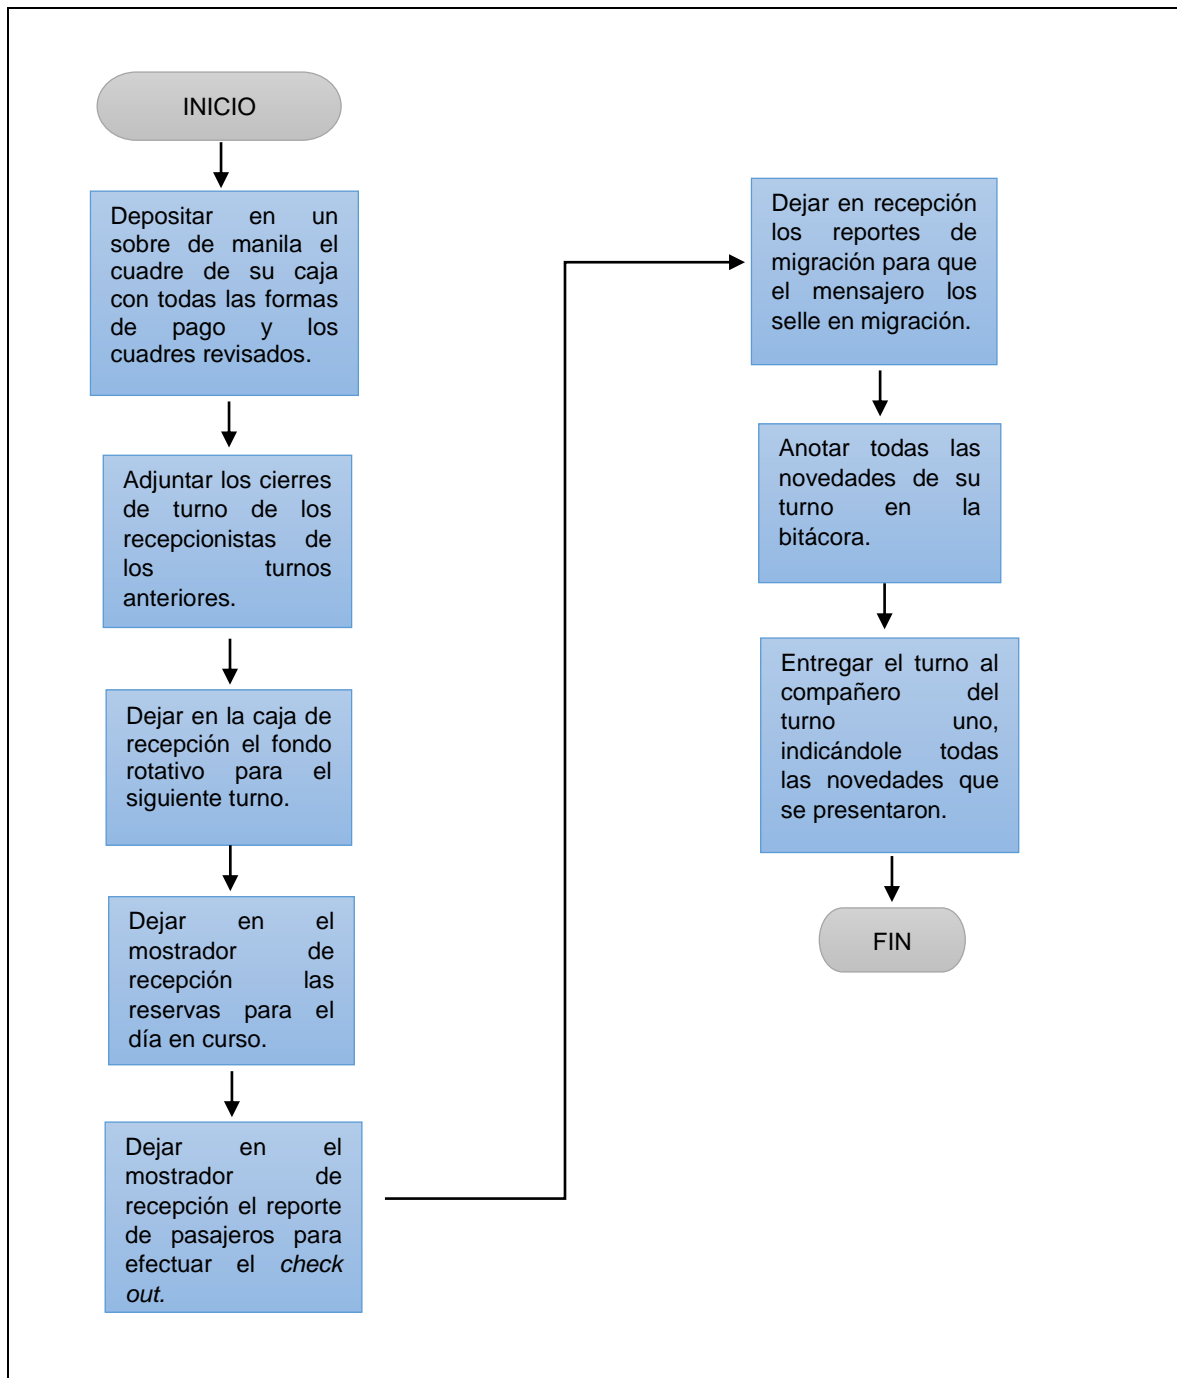 INICIO
Depositar en un
sobre de manila el
cuadre de su caja
con todas las formas
de pago y los
cuadres revisados.
Adjuntar los cierres
de turno de los
recepcionistas de
los turnos
anteriores.
Dejar en la caja de
recepción el fondo
rotativo para el
siguiente turno.
Dejar en el
mostrador de
recepción las
reservas para el
día en curso.
Dejar en el
mostrador de
recepción el reporte
de pasajeros para
efectuar el check
out.
Dejar en recepción
los reportes de
migración para que
el mensajero los
selle en migración.
Anotar todas las
novedades de su
turno en la
bitácora.
Entregar el turno al
compañero del
turno uno,
indicándole todas
las novedades que
se presentaron.
FIN